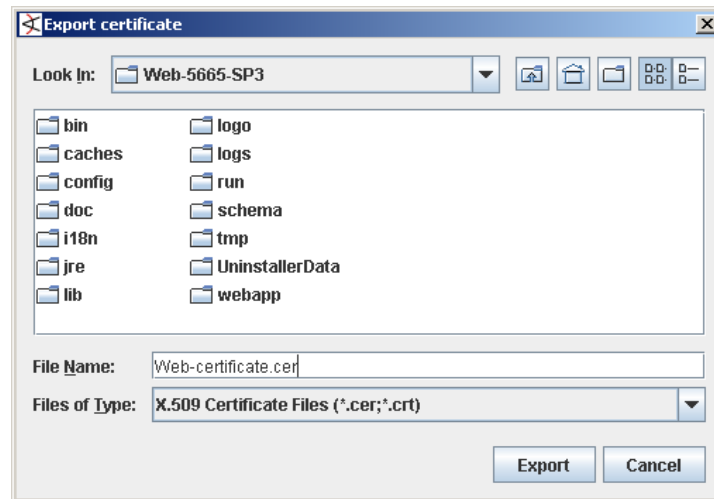 Export certificate
Look In: Web-5665-SP3
bin logo
caches logs
config run
doc schema
i18n tmp
jre UninstallerData
lib webapp
File Name: Web-certificate.cer
Files of Type: X.509 Certificate Files (*.cer;*.crt)
Export Cancel